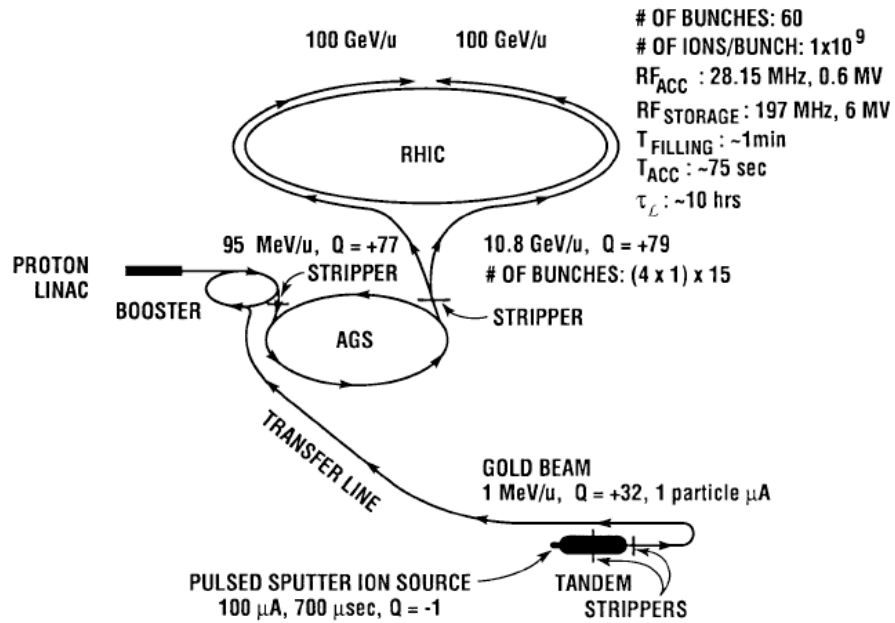 100 GeV/u 100 GeV/u
# OF BUNCHES: 60
# OF IONS/BUNCH: 1x10⁹
RF_ACC : 28.15 MHz, 0.6 MV
RF_STORAGE : 197 MHz, 6 MV
T_FILLING : ~1min
T_ACC : ~75 sec
τ_ℒ : ~10 hrs
RHIC
95 MeV/u, Q = +77
STRIPPER
10.8 GeV/u, Q = +79
# OF BUNCHES: (4 x 1) x 15
STRIPPER
PROTON
LINAC
BOOSTER
AGS
TRANSFER LINE
GOLD BEAM
1 MeV/u, Q = +32, 1 particle μA
PULSED SPUTTER ION SOURCE
100 μA, 700 μsec, Q = -1
TANDEM
STRIPPERS